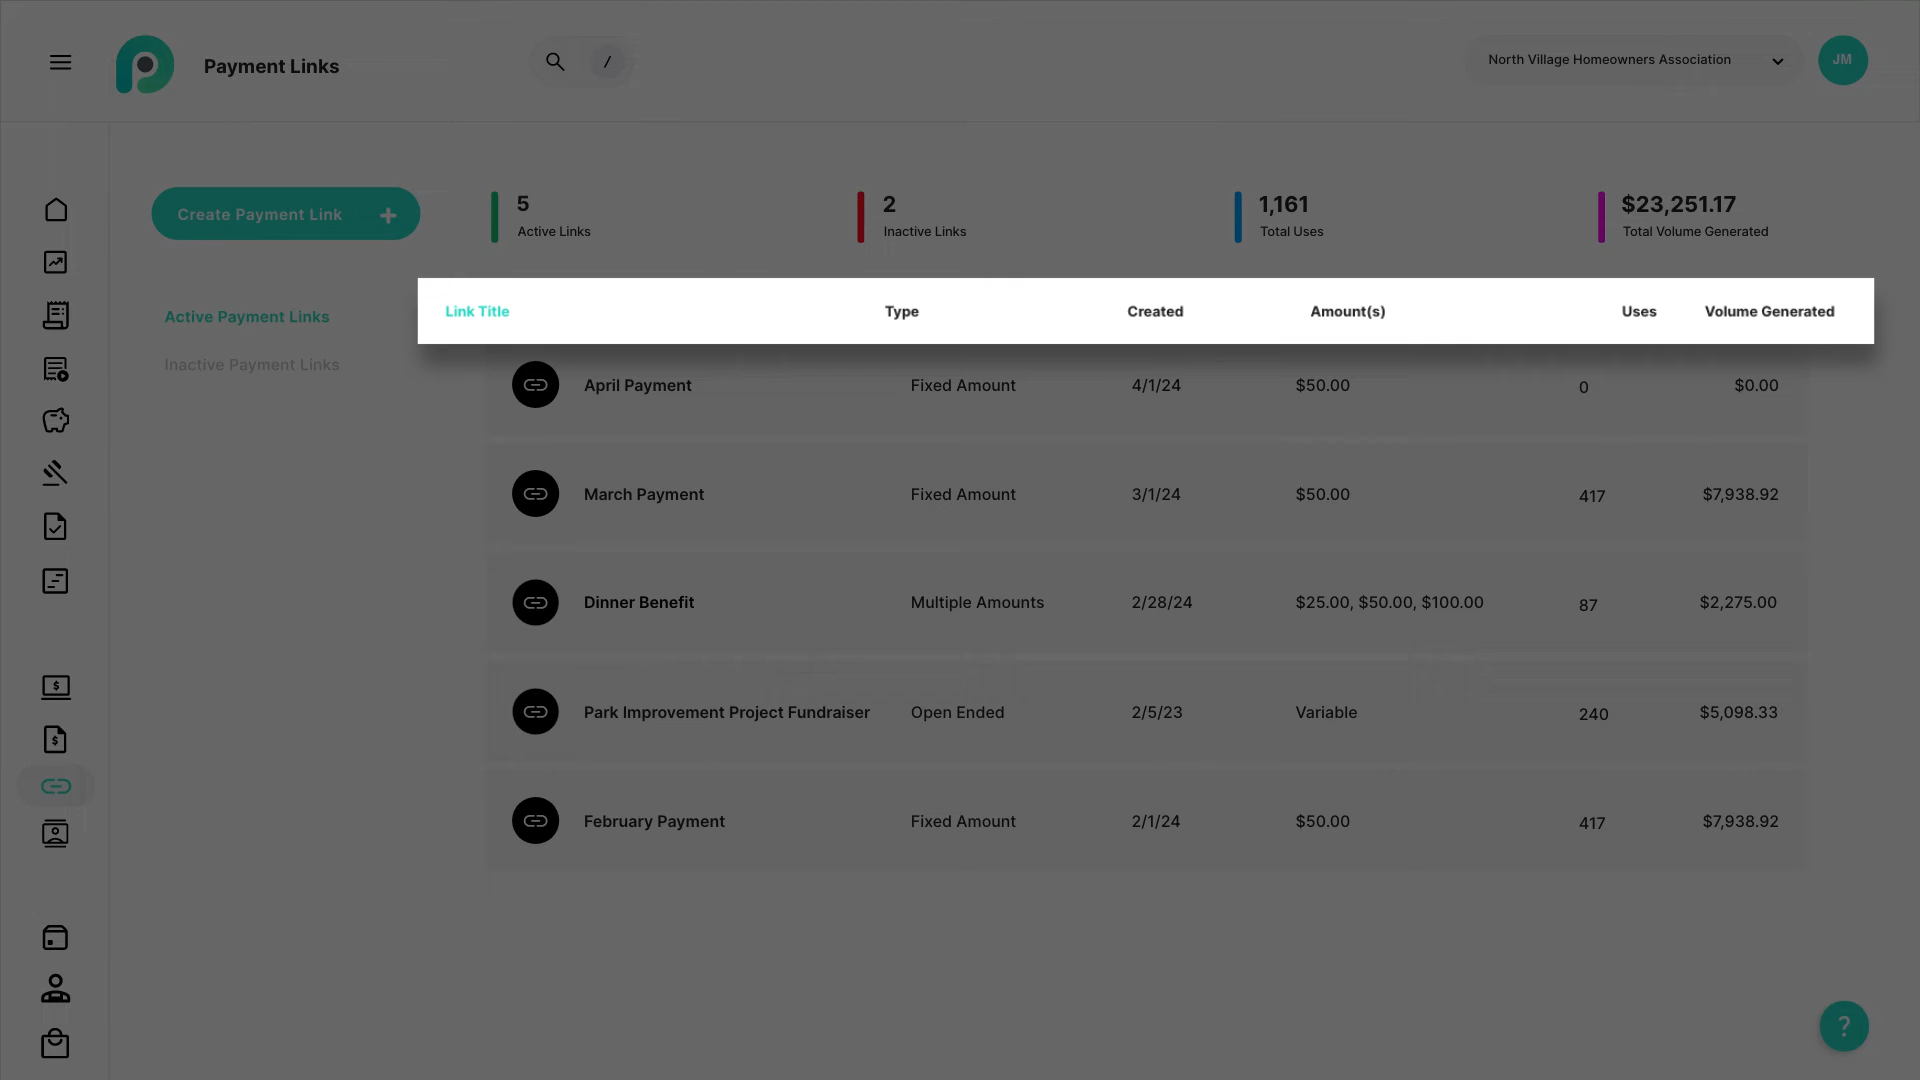 Payment Links
/
North Village Homeowners Association
JM
Create Payment Link +
5
Active Links
2
Inactive Links
1,161
Total Uses
$23,251.17
Total Volume Generated
Active Payment Links
Inactive Payment Links
Link Title Type Created Amount(s) Uses Volume Generated
April Payment Fixed Amount 4/1/24 $50.00 0 $0.00
March Payment Fixed Amount 3/1/24 $50.00 417 $7,938.92
Dinner Benefit Multiple Amounts 2/28/24 $25.00, $50.00, $100.00 87 $2,275.00
Park Improvement Project Fundraiser Open Ended 2/5/23 Variable 240 $5,098.33
February Payment Fixed Amount 2/1/24 $50.00 417 $7,938.92
?